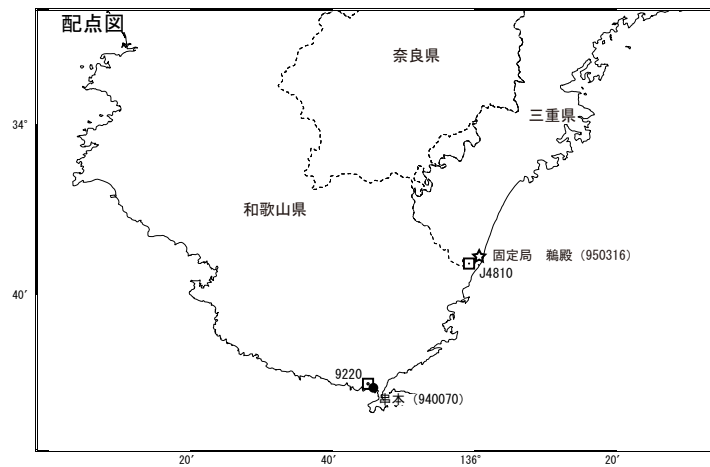 配点図
奈良県
三重県
34°
和歌山県
固定局 鵜殿（950316）
J4810
40′
9220
串本（940070）
20′
40′
136°
20′